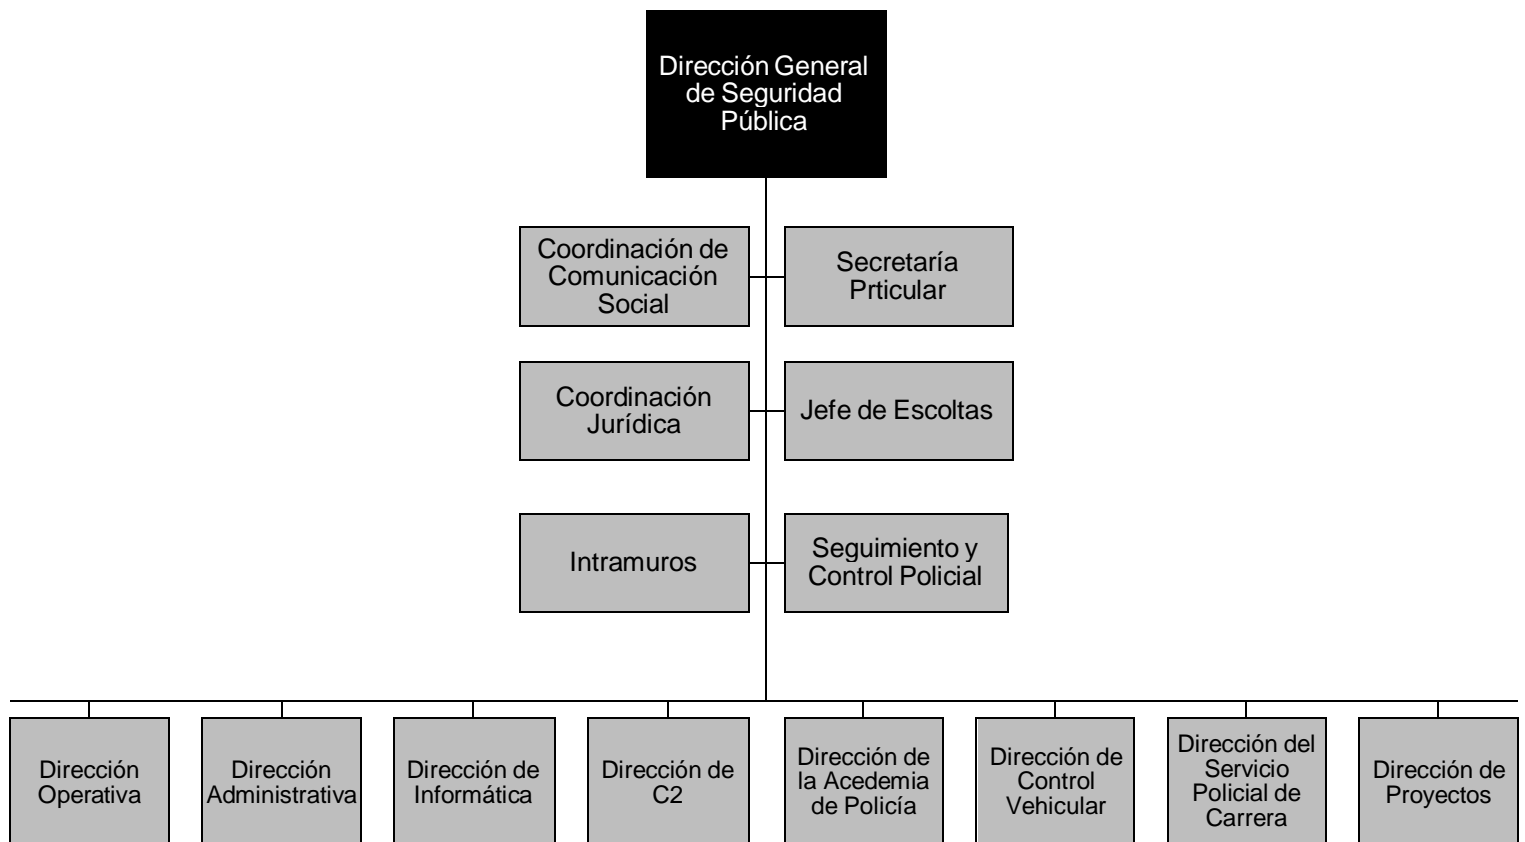 Dirección General
de Seguridad
Pública
Coordinación de
Comunicación
Social
Secretaría
Prticular
Coordinación
Jurídica
Jefe de Escoltas
Intramuros
Seguimiento y
Control Policial
Dirección
Operativa
Dirección
Administrativa
Dirección de
Informática
Dirección de
C2
Dirección de
la Acedemia
de Policía
Dirección de
Control
Vehicular
Dirección del
Servicio
Policial de
Carrera
Dirección de
Proyectos